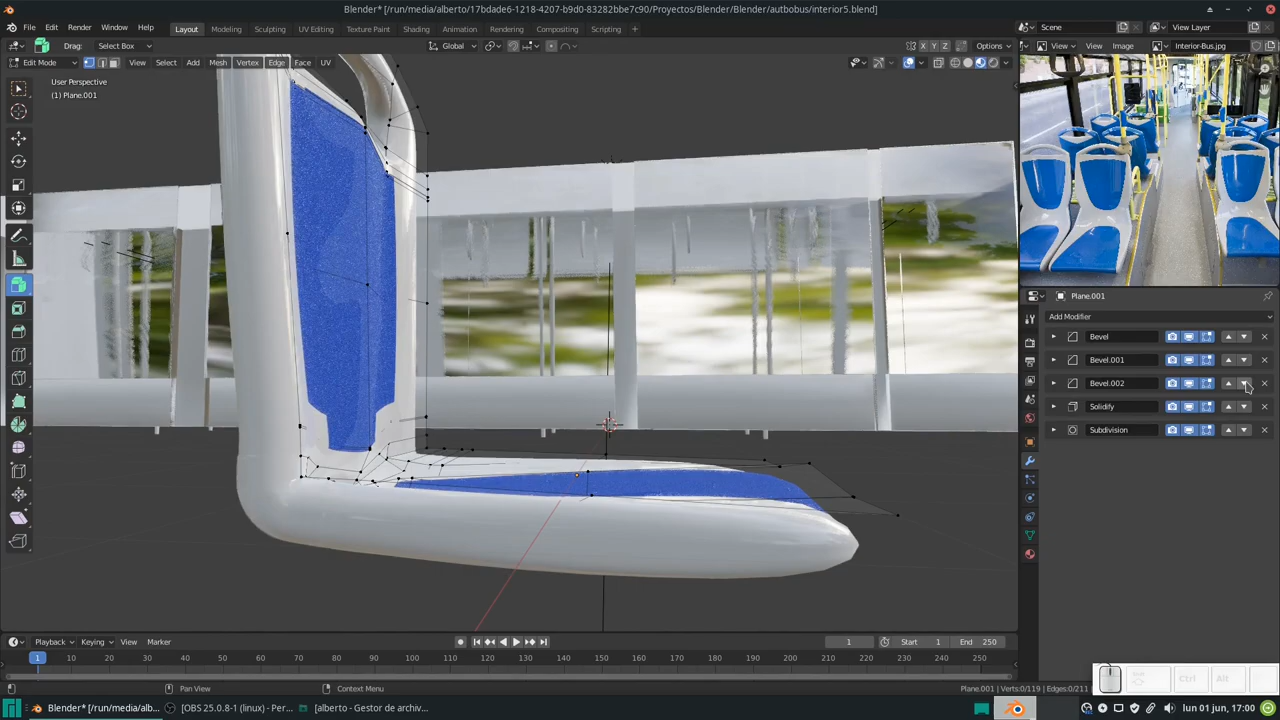 Blender* [/run/media/alberto/17bdade6-1218-4207-b9d0-83282bbe7c90/Proyectos/Blender/autbobus/interior5.blend]
File Edit Render Window Help Layout Modeling Sculpting UV Editing Texture Paint Shading Animation Rendering Compositing Scripting + Scene View Layer
Drag: Select Box Global X Y Z Options View View Image Interior-Bus.jpg
Edit Mode View Select Add Mesh Vertex Edge Face UV
User Perspective
(1) Plane.001
Plane.001
Add Modifier
Bevel
Bevel.001
Bevel.002
Solidify
Subdivision
Playback Keying View Marker 1 Start 1 End 250
1 10 20 30 40 50 60 70 80 90 100 110 120 130 140 150 160 170 180 190 200 210 220 230 240 250
Ctrl Alt
Pan View Context Menu Plane.001 | Verts:0/119 | Edges:0/211
Blender* [/run/media/alb... [OBS 25.0.8-1 (linux) - Per... [alberto - Gestor de archiv... lun 01 jun, 17:00